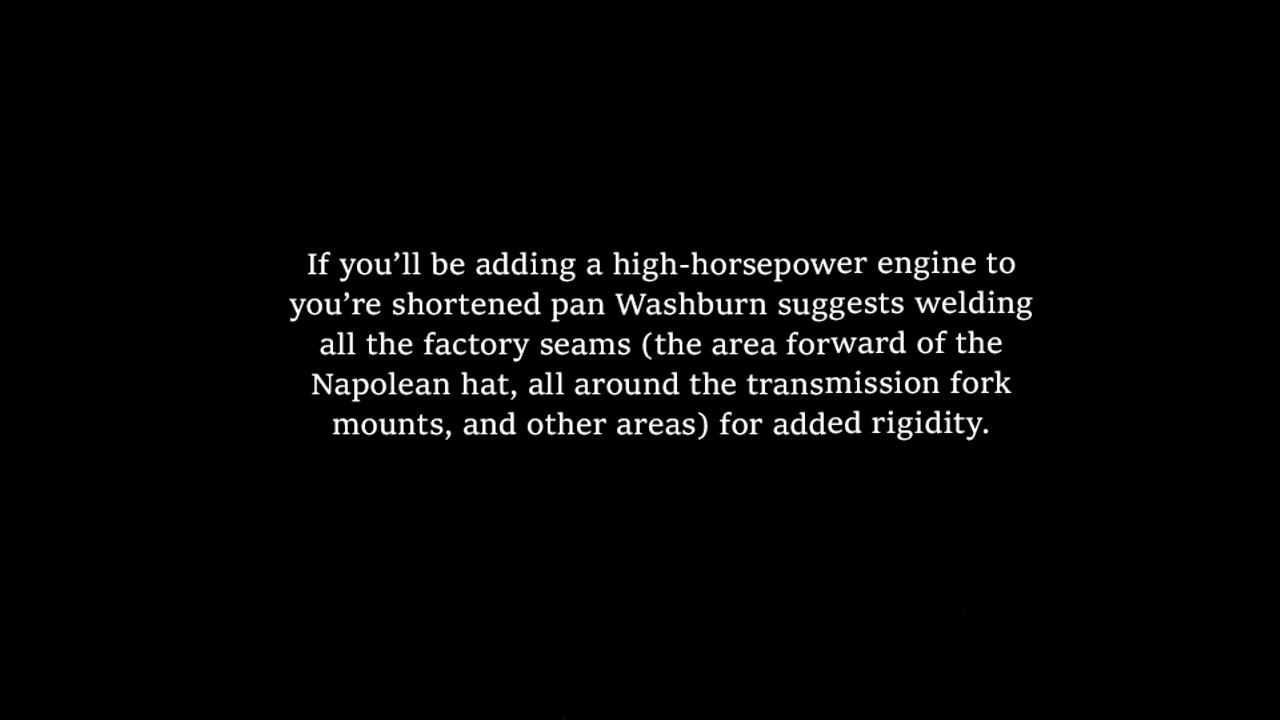 If you’ll be adding a high-horsepower engine to
you’re shortened pan Washburn suggests welding
all the factory seams (the area forward of the
Napolean hat, all around the transmission fork
mounts, and other areas) for added rigidity.